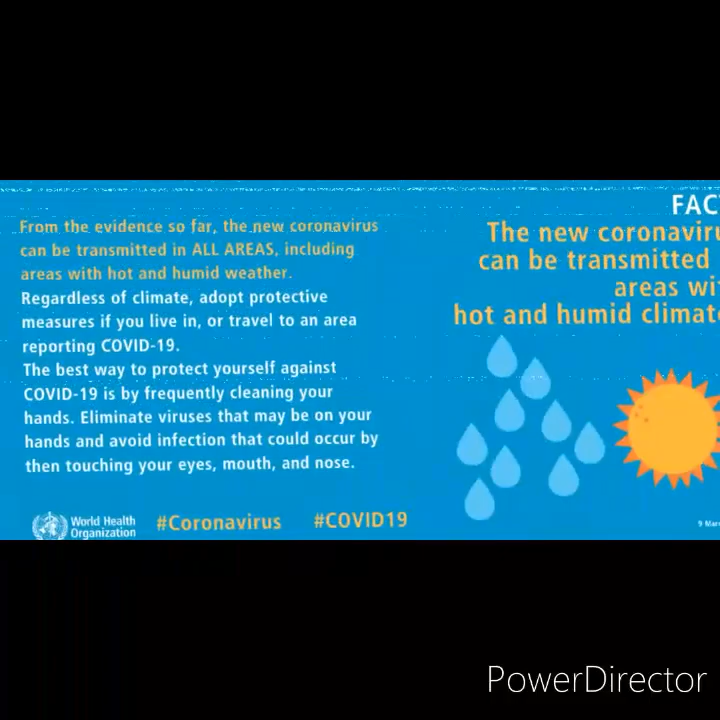 From the evidence so far, the new coronavirus
can be transmitted in ALL AREAS, including
areas with hot and humid weather.
Regardless of climate, adopt protective
measures if you live in, or travel to an area
reporting COVID-19.
The best way to protect yourself against
COVID-19 is by frequently cleaning your
hands. Eliminate viruses that may be on your
hands and avoid infection that could occur by
then touching your eyes, mouth, and nose.
World Health
Organization
#Coronavirus #COVID19
FAC
The new coronaviru
can be transmitted
areas wi
hot and humid climat
9 Mar
PowerDirector